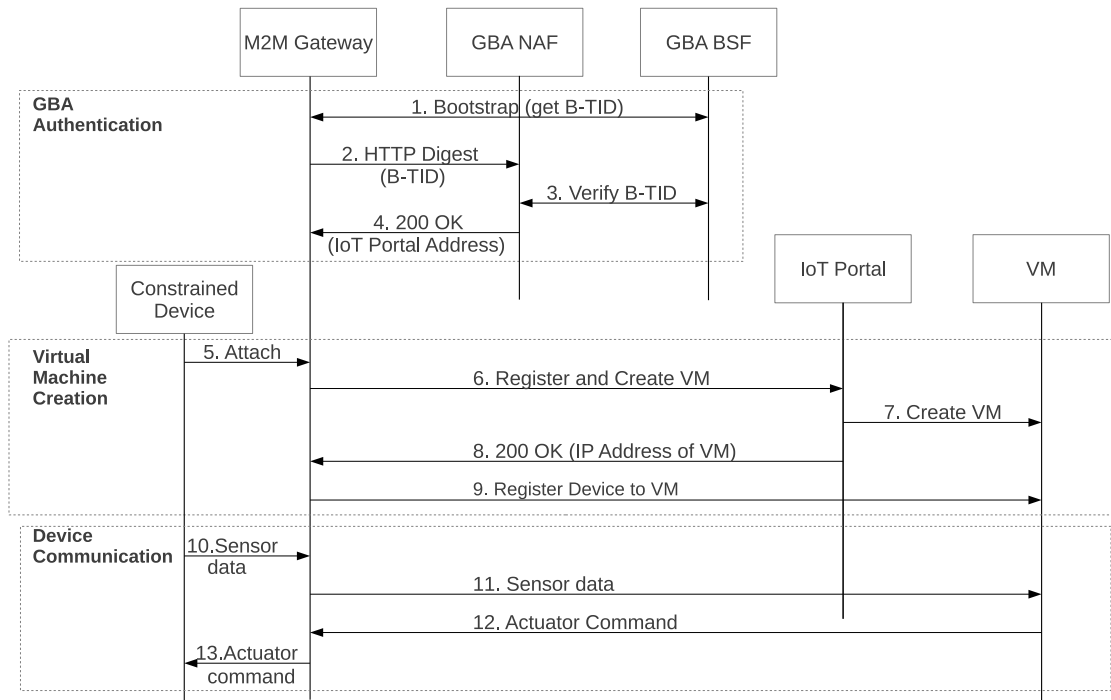 M2M Gateway
GBA NAF
GBA BSF
GBA
Authentication
1. Bootstrap (get B-TID)
2. HTTP Digest
(B-TID)
3. Verify B-TID
4. 200 OK
(IoT Portal Address)
Constrained
Device
IoT Portal
VM
Virtual
Machine
Creation
5. Attach
6. Register and Create VM
7. Create VM
8. 200 OK (IP Address of VM)
9. Register Device to VM
Device
Communication
10.Sensor
data
11. Sensor data
12. Actuator Command
13.Actuator
command